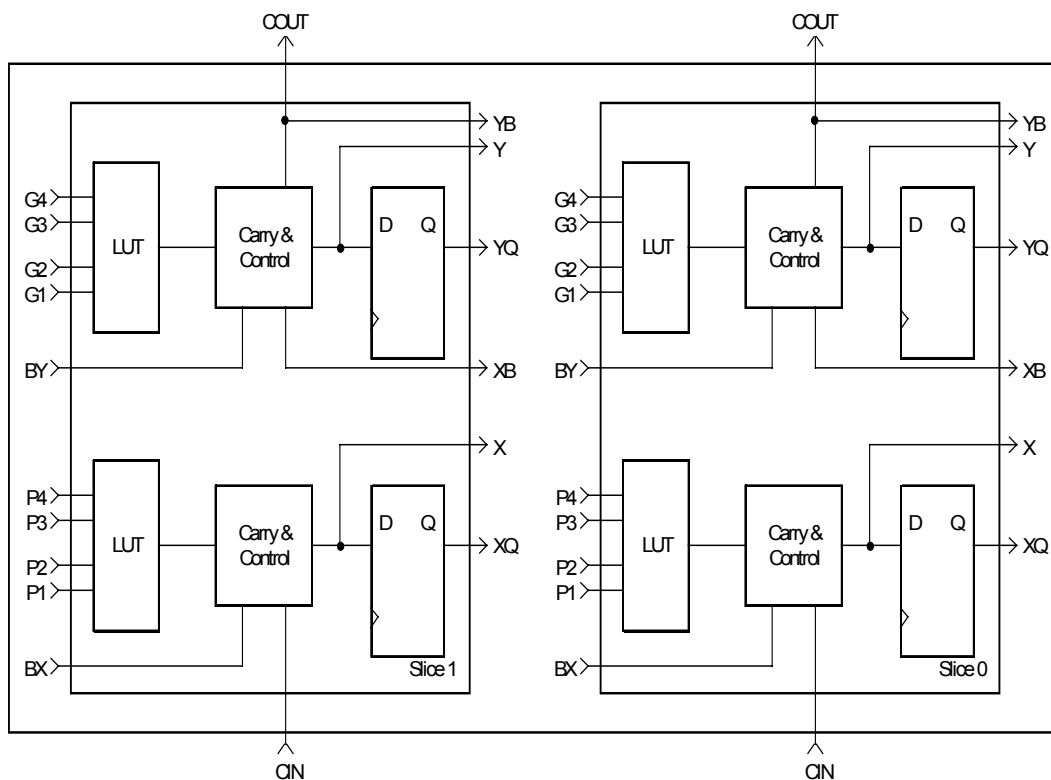 COUT COUT
YB YB
Y Y
G4 G4
G3 D Q G3 D Q
LUT Carry & Control YQ LUT Carry & Control YQ
G2 G2
G1 G1
BY XB BY XB
X X
P4 P4
P3 D Q P3 D Q
LUT Carry & Control XQ LUT Carry & Control XQ
P2 P2
P1 P1
BX Slice 1 BX Slice 0
CIN CIN